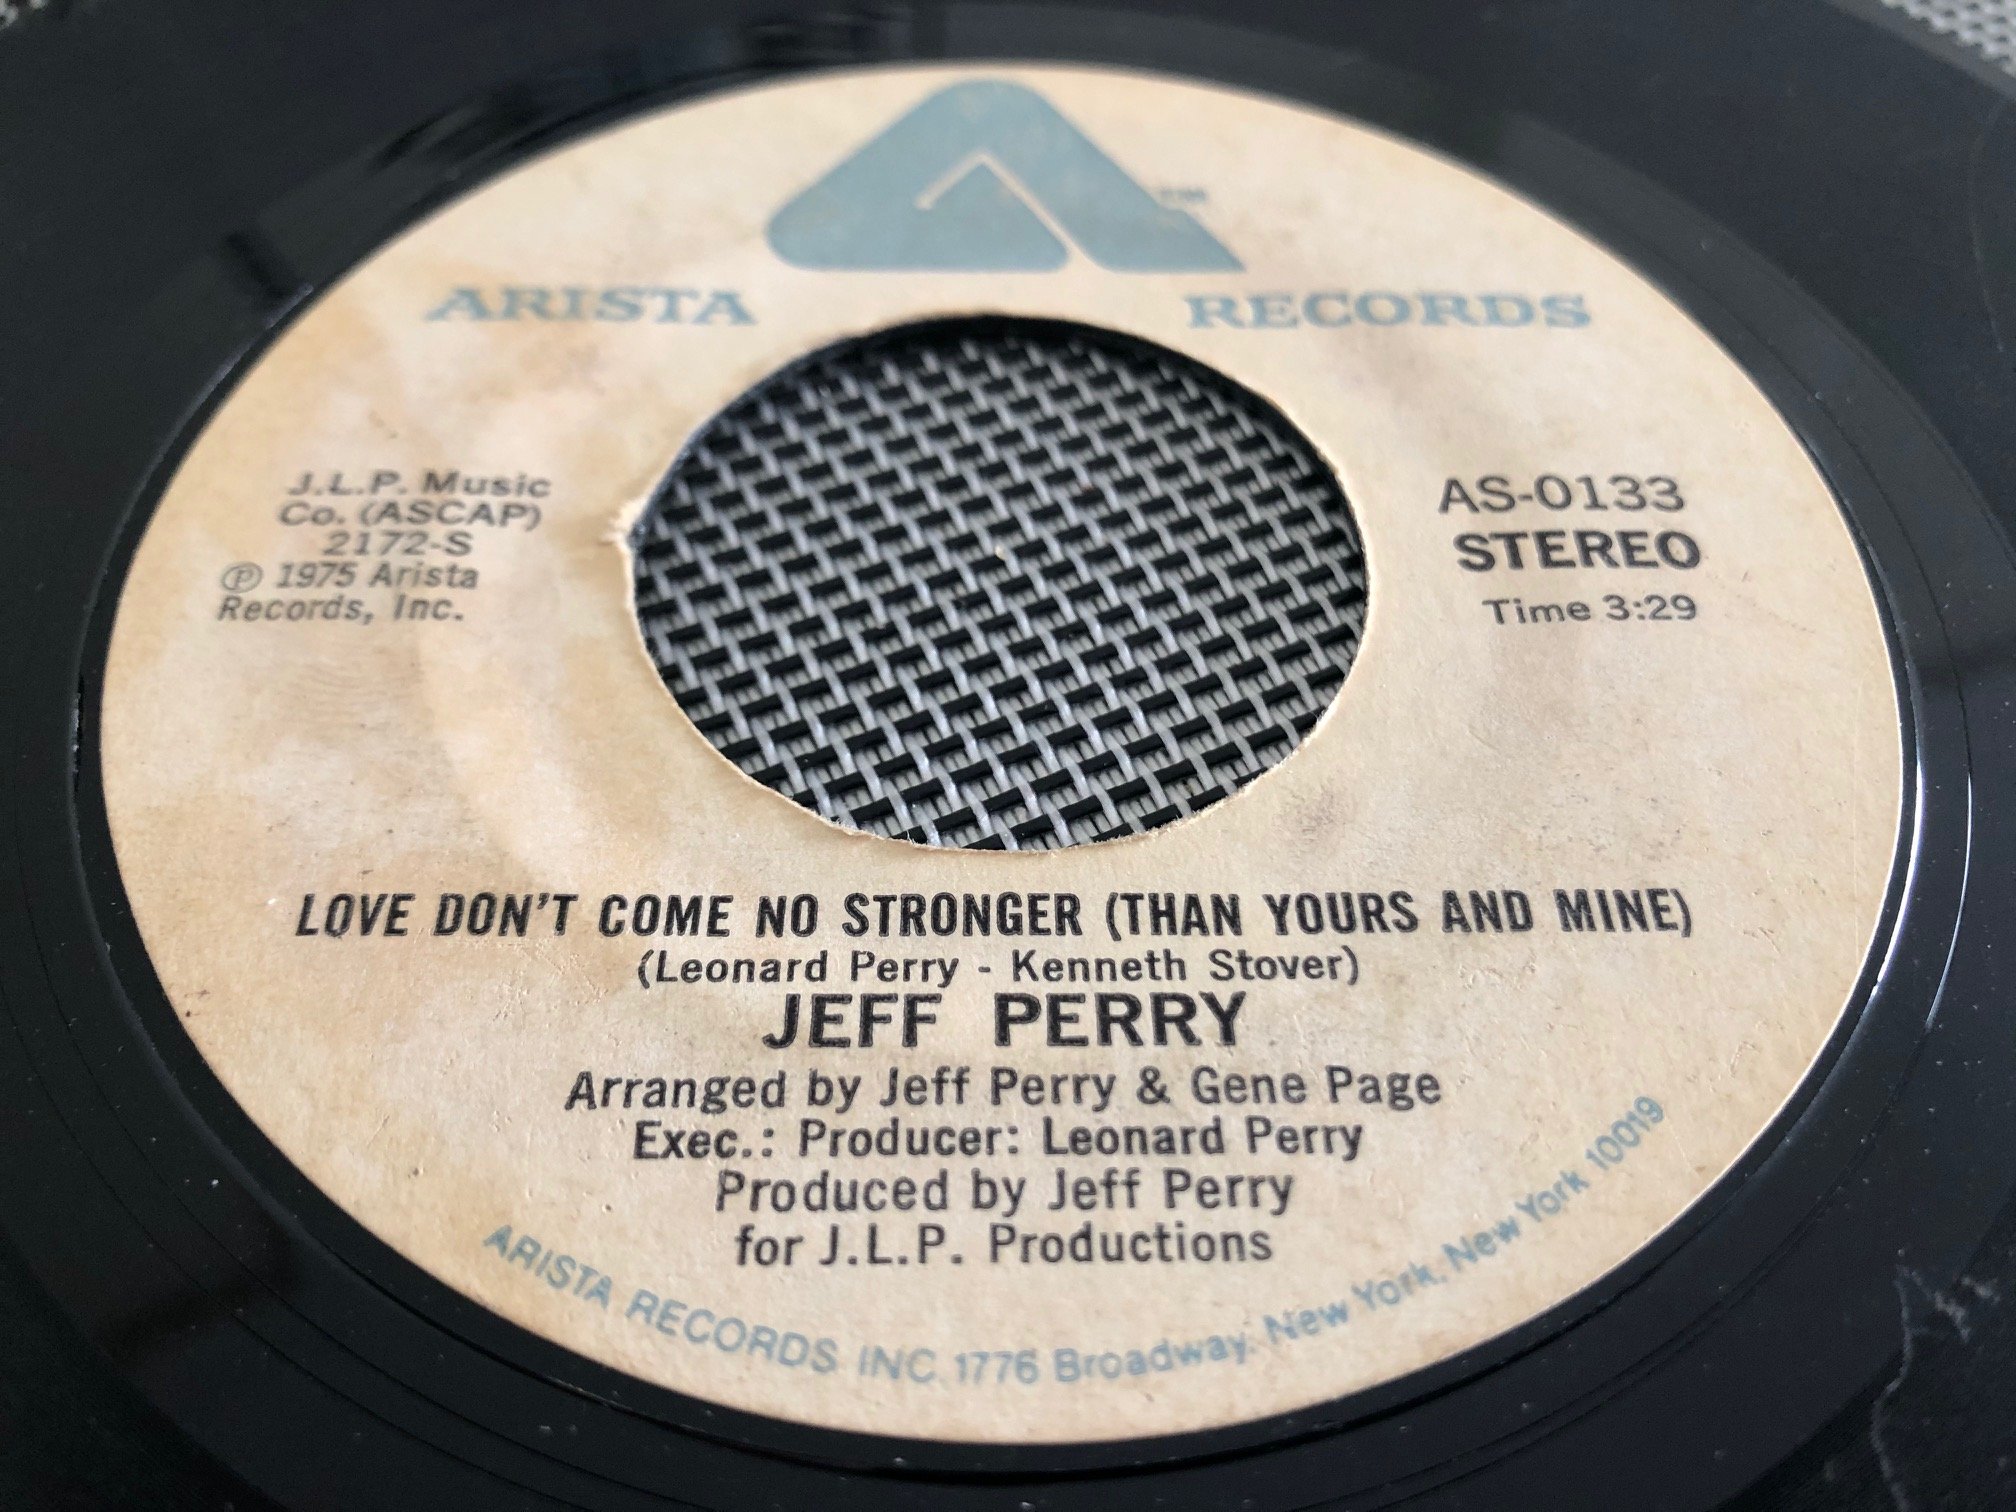 TM
ARISTA RECORDS
J.L.P. Music
Co. (ASCAP)
2172-S
℗ 1975 Arista
Records, Inc.
AS-0133
STEREO
Time 3:29
LOVE DON'T COME NO STRONGER (THAN YOURS AND MINE)
(Leonard Perry - Kenneth Stover)
JEFF PERRY
Arranged by Jeff Perry & Gene Page
Exec.: Producer: Leonard Perry
Produced by Jeff Perry
for J.L.P. Productions
ARISTA RECORDS INC. 1776 Broadway, New York, New York 10019